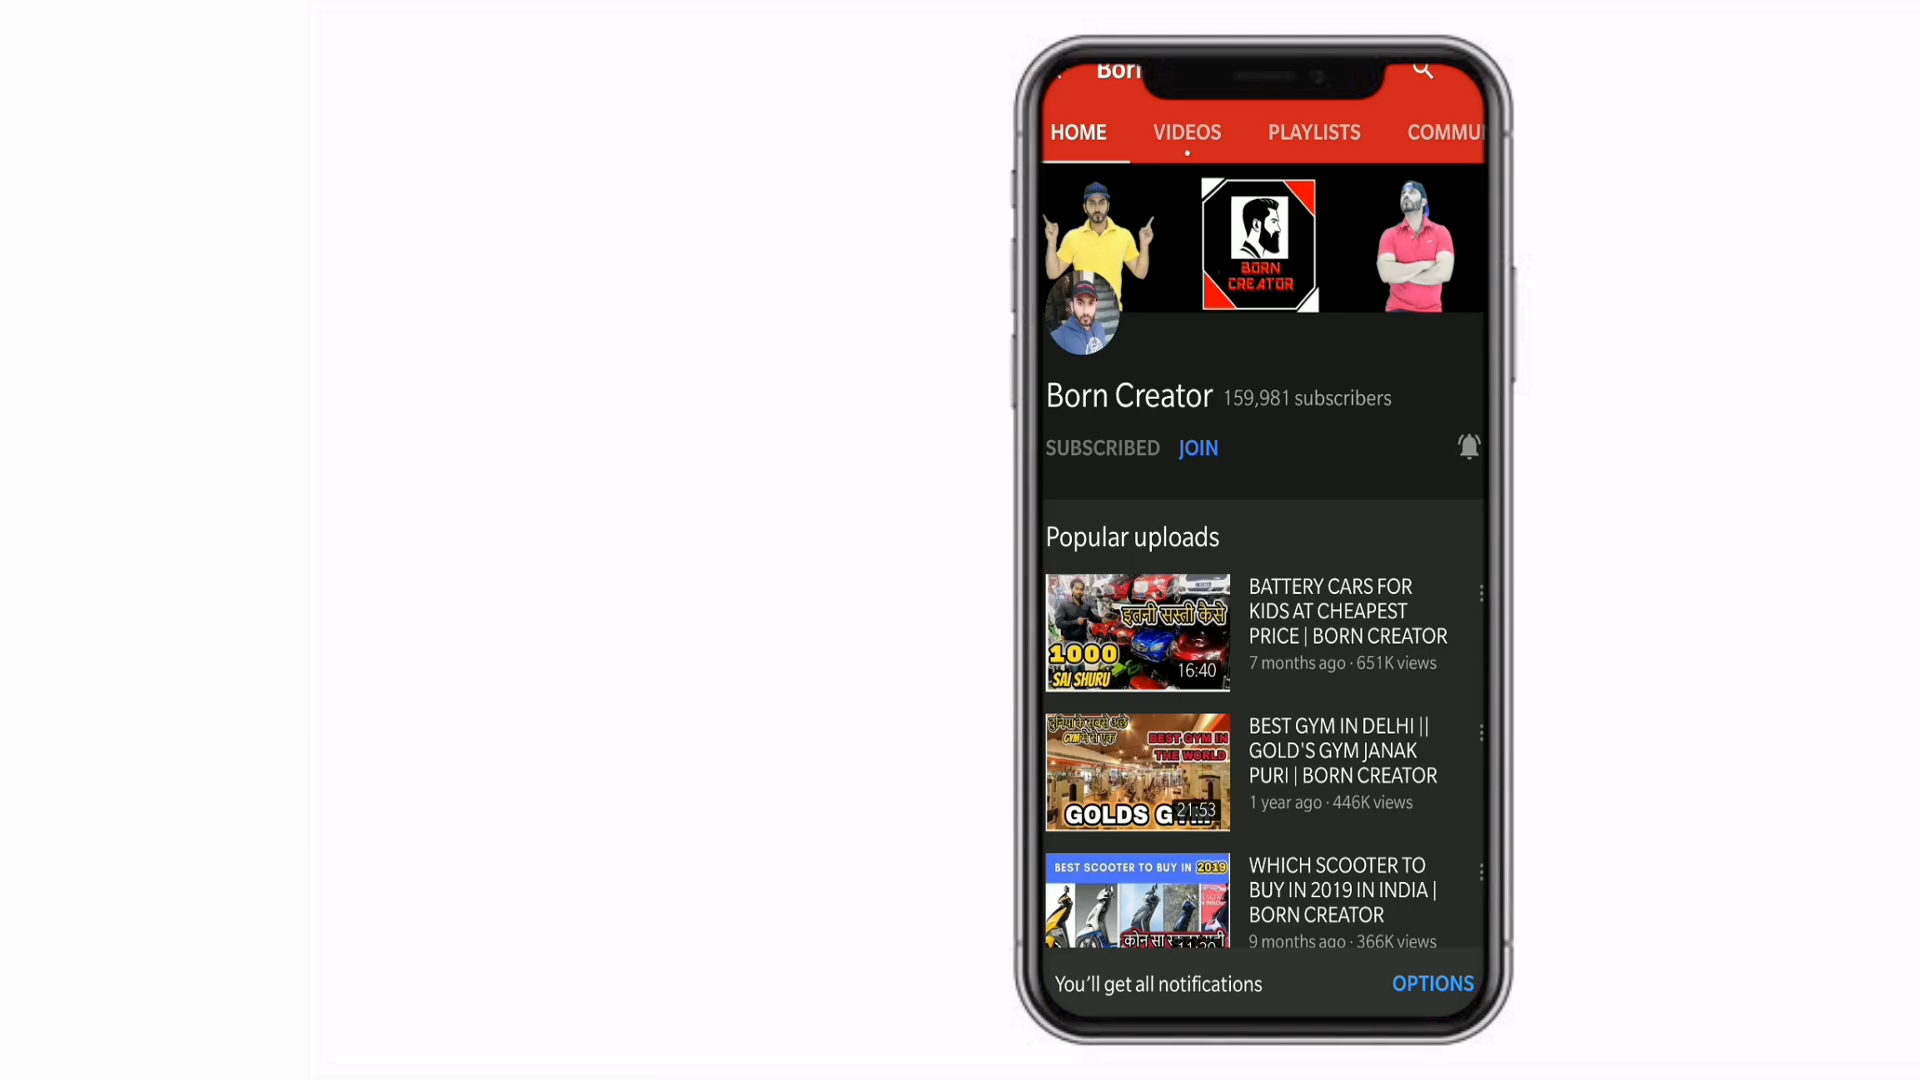 HOME VIDEOS PLAYLISTS COMMU
BORN
CREATOR
Born Creator 159,981 subscribers
SUBSCRIBED JOIN
Popular uploads
इतनी सस्ती कैसे
1000
SAI SHURU
16:40
BATTERY CARS FOR
KIDS AT CHEAPEST
PRICE | BORN CREATOR
7 months ago · 651K views
दुनिया के सबसे अच्छे
GYM में से एक
BEST GYM IN
THE WORLD
GOLDS G
21:53
BEST GYM IN DELHI ||
GOLD'S GYM JANAK
PURI | BORN CREATOR
1 year ago · 446K views
BEST SCOOTER TO BUY IN 2019
कौन सा
WHICH SCOOTER TO
BUY IN 2019 IN INDIA |
BORN CREATOR
9 months ago · 366K views
You’ll get all notifications OPTIONS